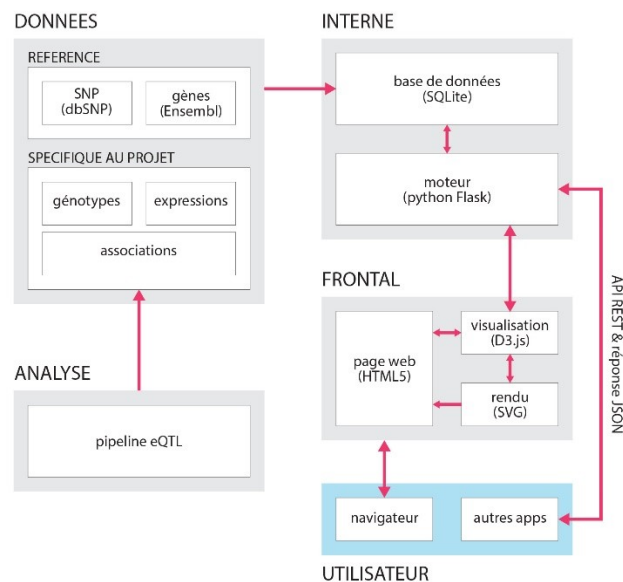 DONNEES
REFERENCE
SNP
(dbSNP)
gènes
(Ensembl)
SPECIFIQUE AU PROJET
génotypes
expressions
associations
ANALYSE
pipeline eQTL
INTERNE
base de données
(SQLite)
moteur
(python Flask)
FRONTAL
page web
(HTML5)
visualisation
(D3.js)
rendu
(SVG)
API REST & réponse JSON
navigateur
autres apps
UTILISATEUR